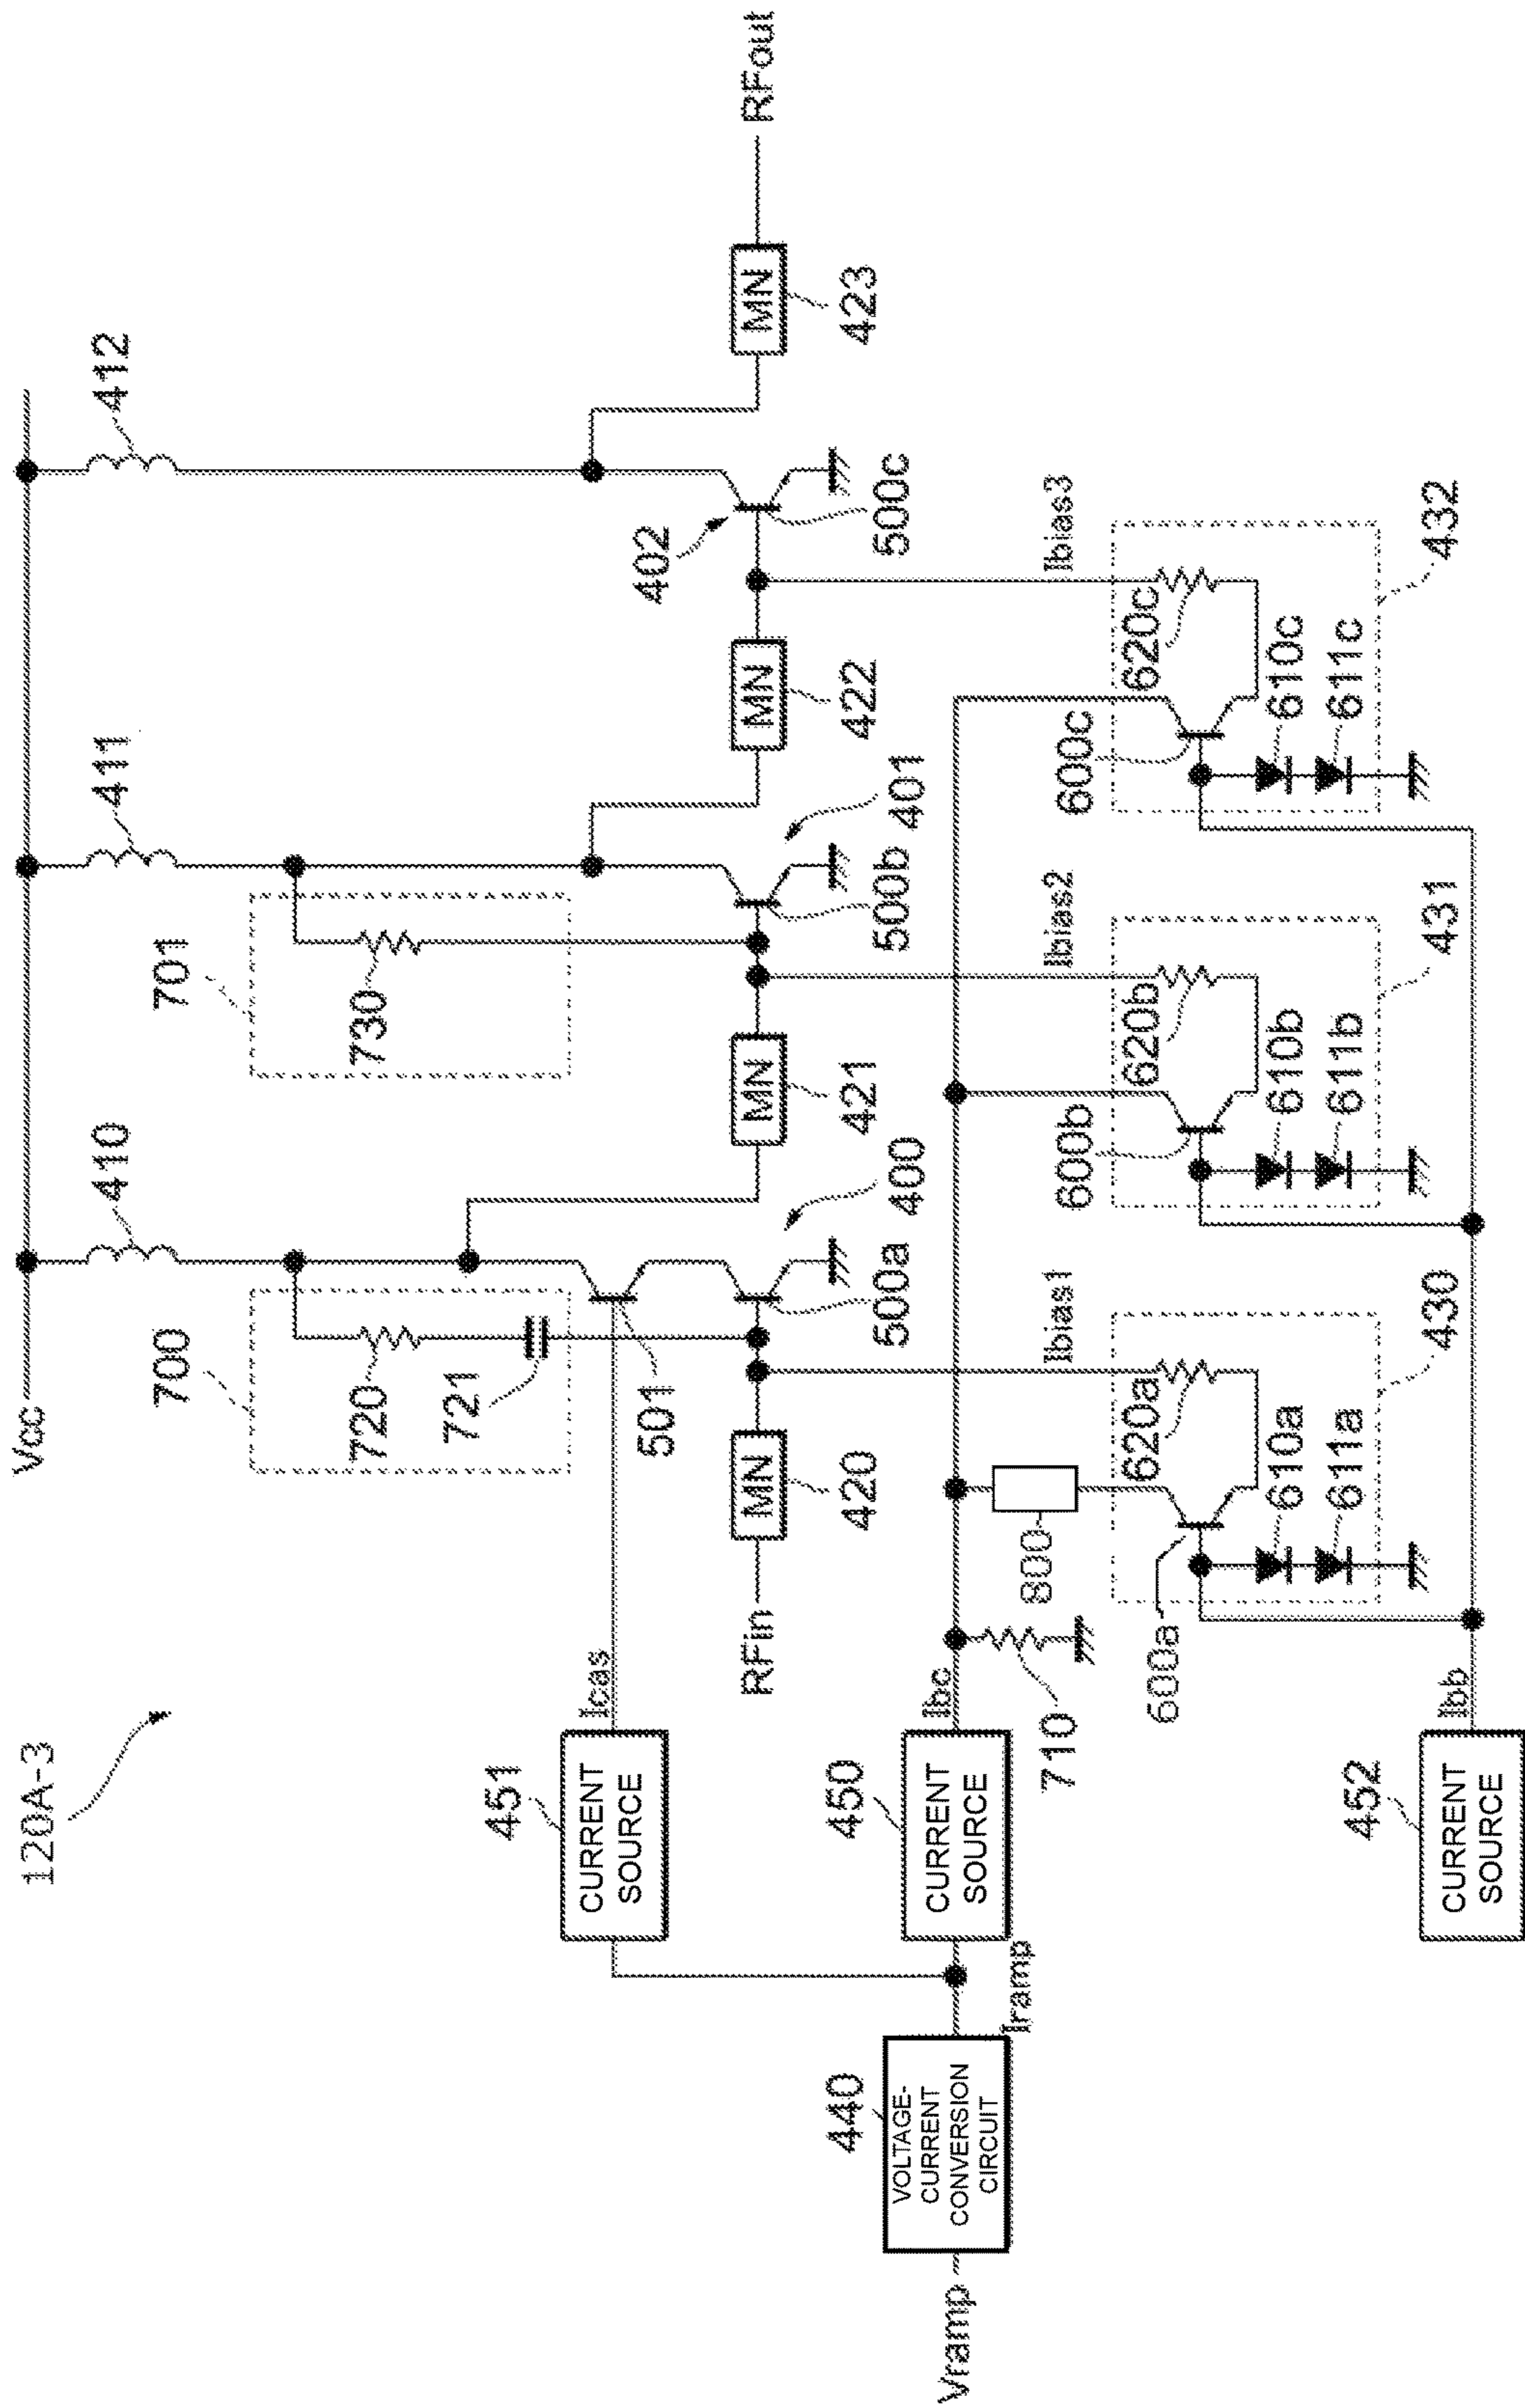 120A-3
Vcc
410
411
412
700
701
720
730
721
451
CURRENT
SOURCE
Icas
501
402
RFin
MN
MN
MN
MN
RFout
420
400
421
401
422
423
500a
500b
500c
440
VOLTAGE-
CURRENT
CONVERSION
CIRCUIT
Vramp
Iramp
450
CURRENT
SOURCE
Ibc
710
800
Ibias1
Ibias2
Ibias3
600a
620a
600b
620b
600c
620c
610a
610b
610c
611a
611b
611c
430
431
432
452
CURRENT
SOURCE
Ibb